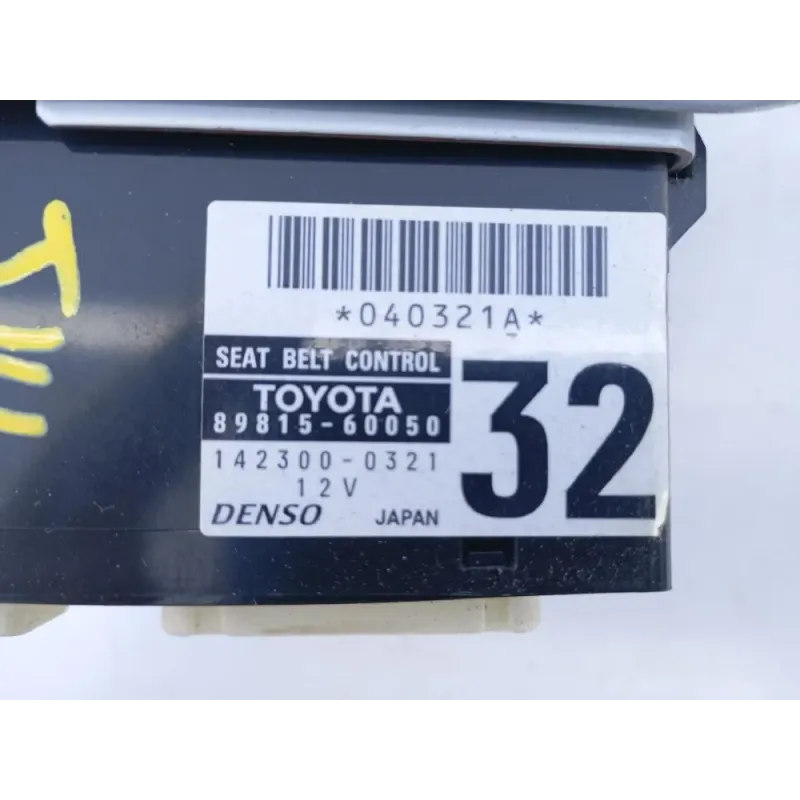 *040321A*
SEAT BELT CONTROL
TOYOTA
89815-60050
32
142300-0321
12V
DENSO JAPAN